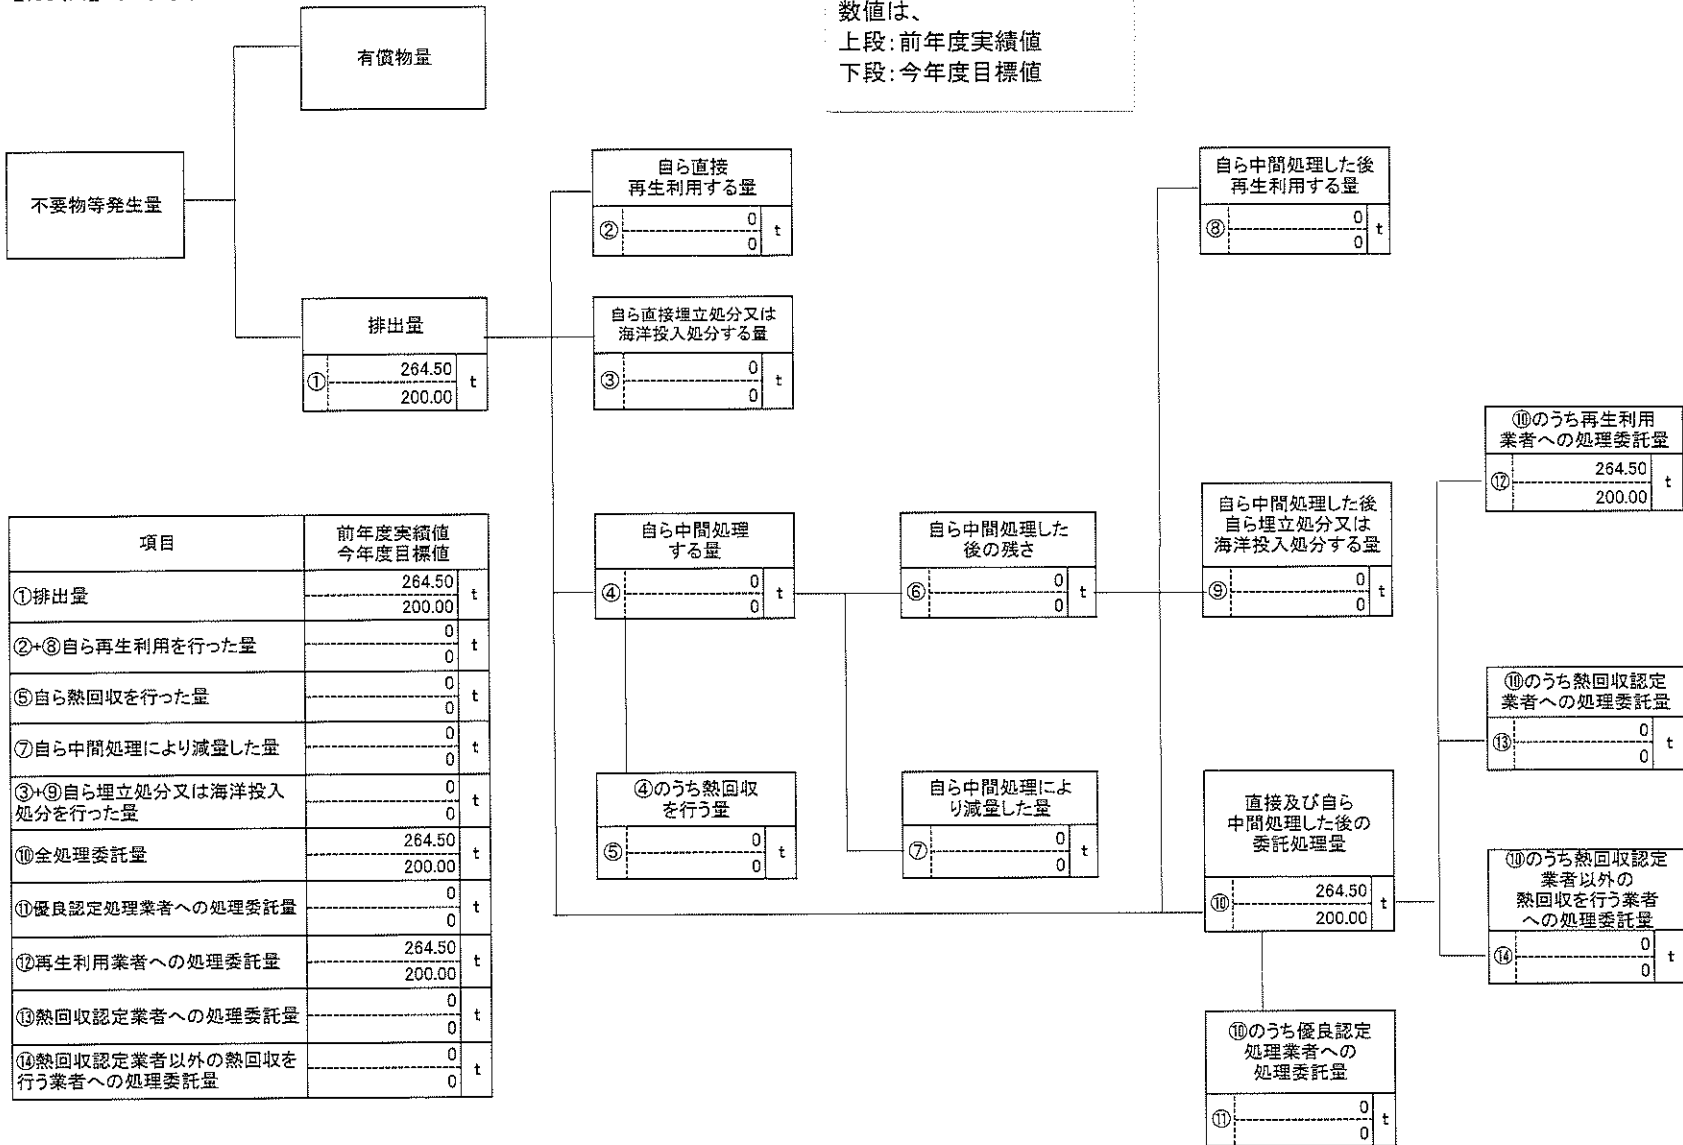 数値は、
上段:前年度実績値
下段:今年度目標値
有償物量
不要物等発生量
排出量
①
264.50
200.00
t
自ら直接
再生利用する量
②
0
0
t
自ら直接埋立処分又は
海洋投入処分する量
③
0
0
t
自ら中間処理
する量
④
0
0
t
④のうち熱回収
を行う量
⑤
0
0
t
自ら中間処理した
後の残さ
⑥
0
0
t
自ら中間処理によ
り減量した量
⑦
0
0
t
自ら中間処理した後
再生利用する量
⑧
0
0
t
自ら中間処理した後
自ら埋立処分又は
海洋投入処分する量
⑨
0
0
t
直接及び自ら
中間処理した後の
委託処理量
⑩
264.50
200.00
t
⑩のうち優良認定
処理業者への
処理委託量
⑪
0
0
t
⑩のうち再生利用
業者への処理委託量
⑫
264.50
200.00
t
⑩のうち熱回収認定
業者への処理委託量
⑬
0
0
t
⑩のうち熱回収認定
業者以外の
熱回収を行う業者
への処理委託量
⑭
0
0
t
項目
前年度実績値
今年度目標値
①排出量
264.50
200.00
t
②+⑧自ら再生利用を行った量
0
0
t
⑤自ら熱回収を行った量
0
0
t
⑦自ら中間処理により減量した量
0
0
t
③+⑨自ら埋立処分又は海洋投入
処分を行った量
0
0
t
⑩全処理委託量
264.50
200.00
t
⑪優良認定処理業者への処理委託量
0
0
t
⑫再生利用業者への処理委託量
264.50
200.00
t
⑬熱回収認定業者への処理委託量
0
0
t
⑭熱回収認定業者以外の熱回収を
行う業者への処理委託量
0
0
t